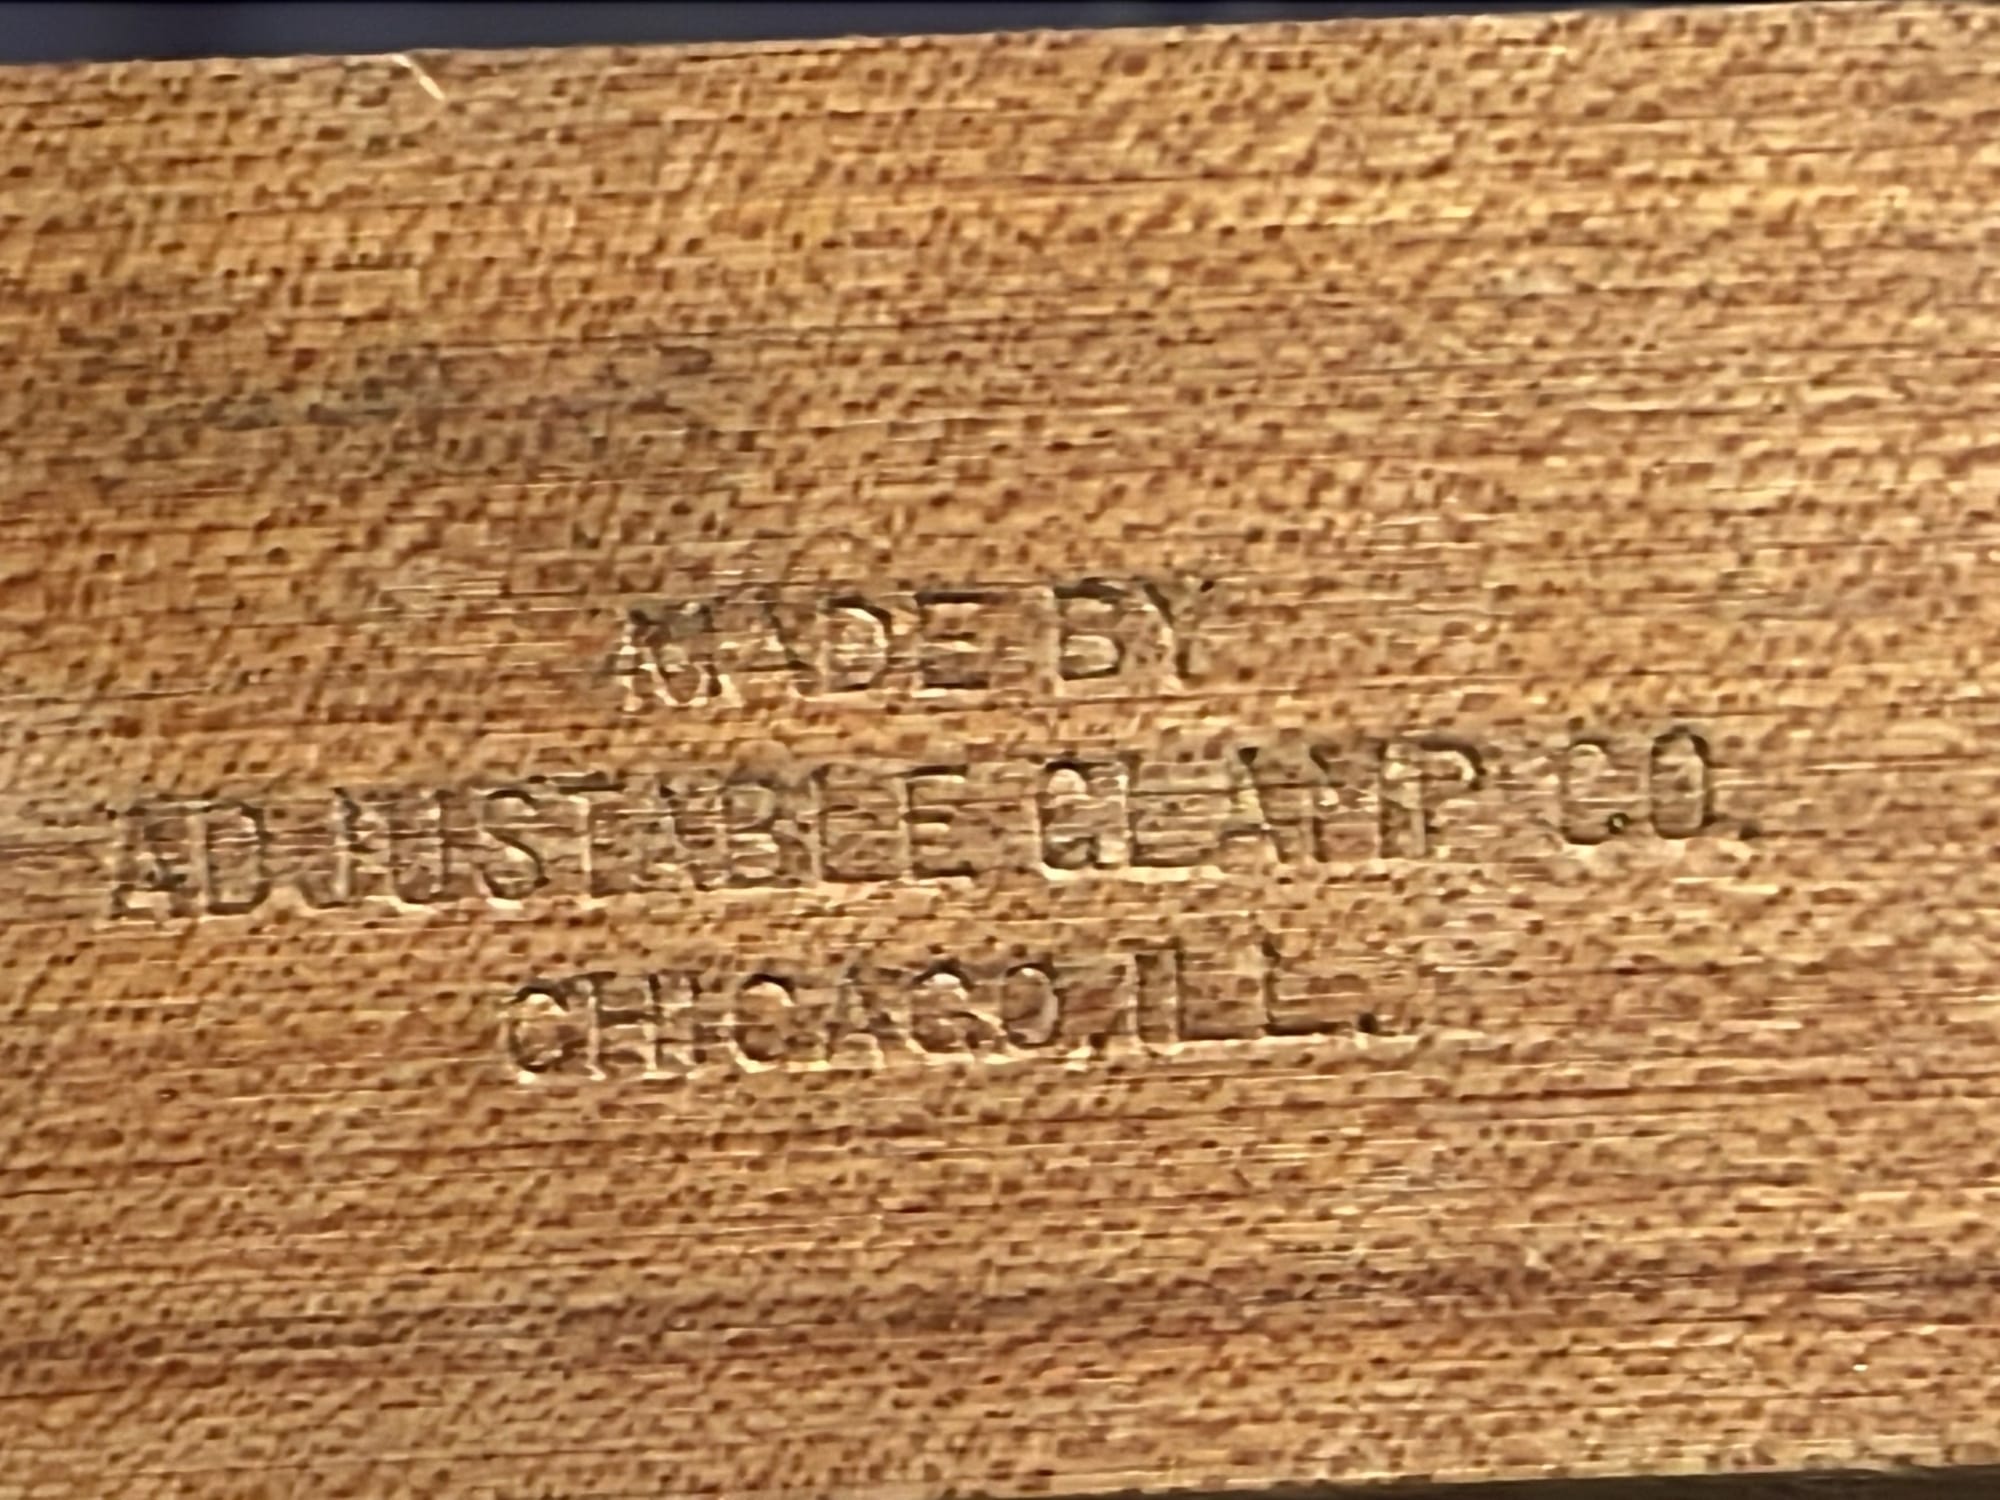 MADE BY
ADJUSTABLE CLAMP CO.
CHICAGO, ILL.